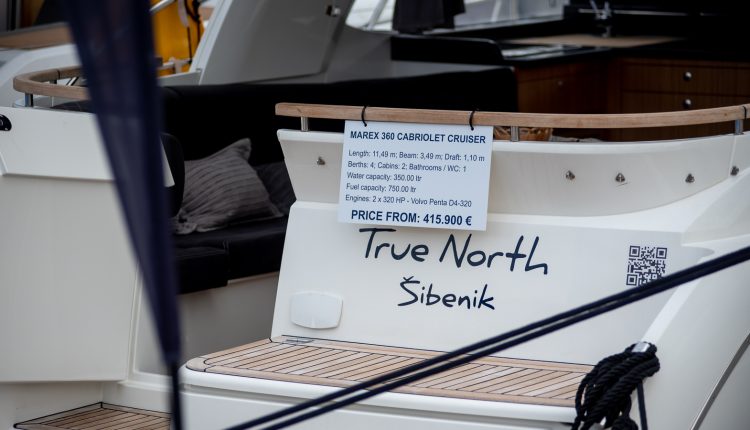 MAREX 360 CABRIOLET CRUISER
Length: 11,49 m; Beam: 3,49 m; Draft: 1,10 m
Berths: 4; Cabins: 2; Bathrooms / WC: 1
Water capacity: 350.00 ltr
Fuel capacity: 750.00 ltr
Engines: 2 x 320 HP - Volvo Penta D4-320
PRICE FROM: 415.900 €
True North
Šibenik